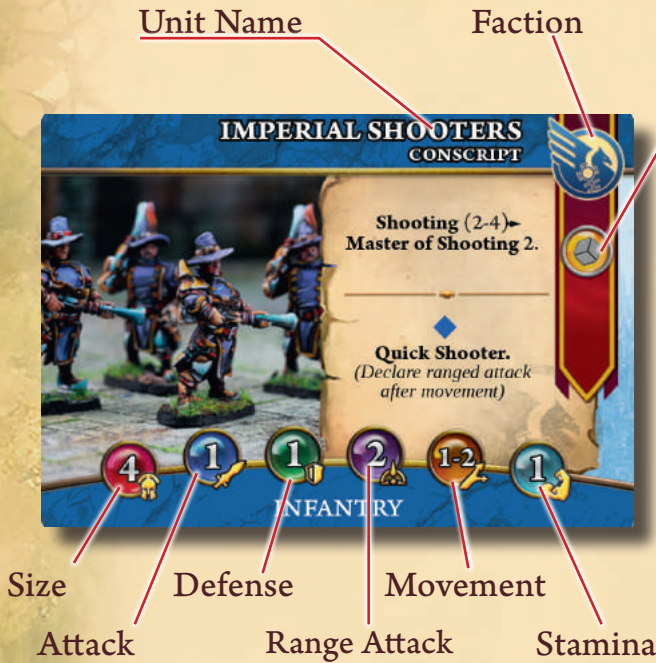 Unit Name
Faction
IMPERIAL SHOOTERS
CONSCRIPT
Shooting (2-4)
Master of Shooting 2.
Quick Shooter.
(Declare ranged attack
after movement)
4
1
1
2
1-2
1
INFANTRY
Size
Defense
Movement
Attack
Range Attack
Stamina